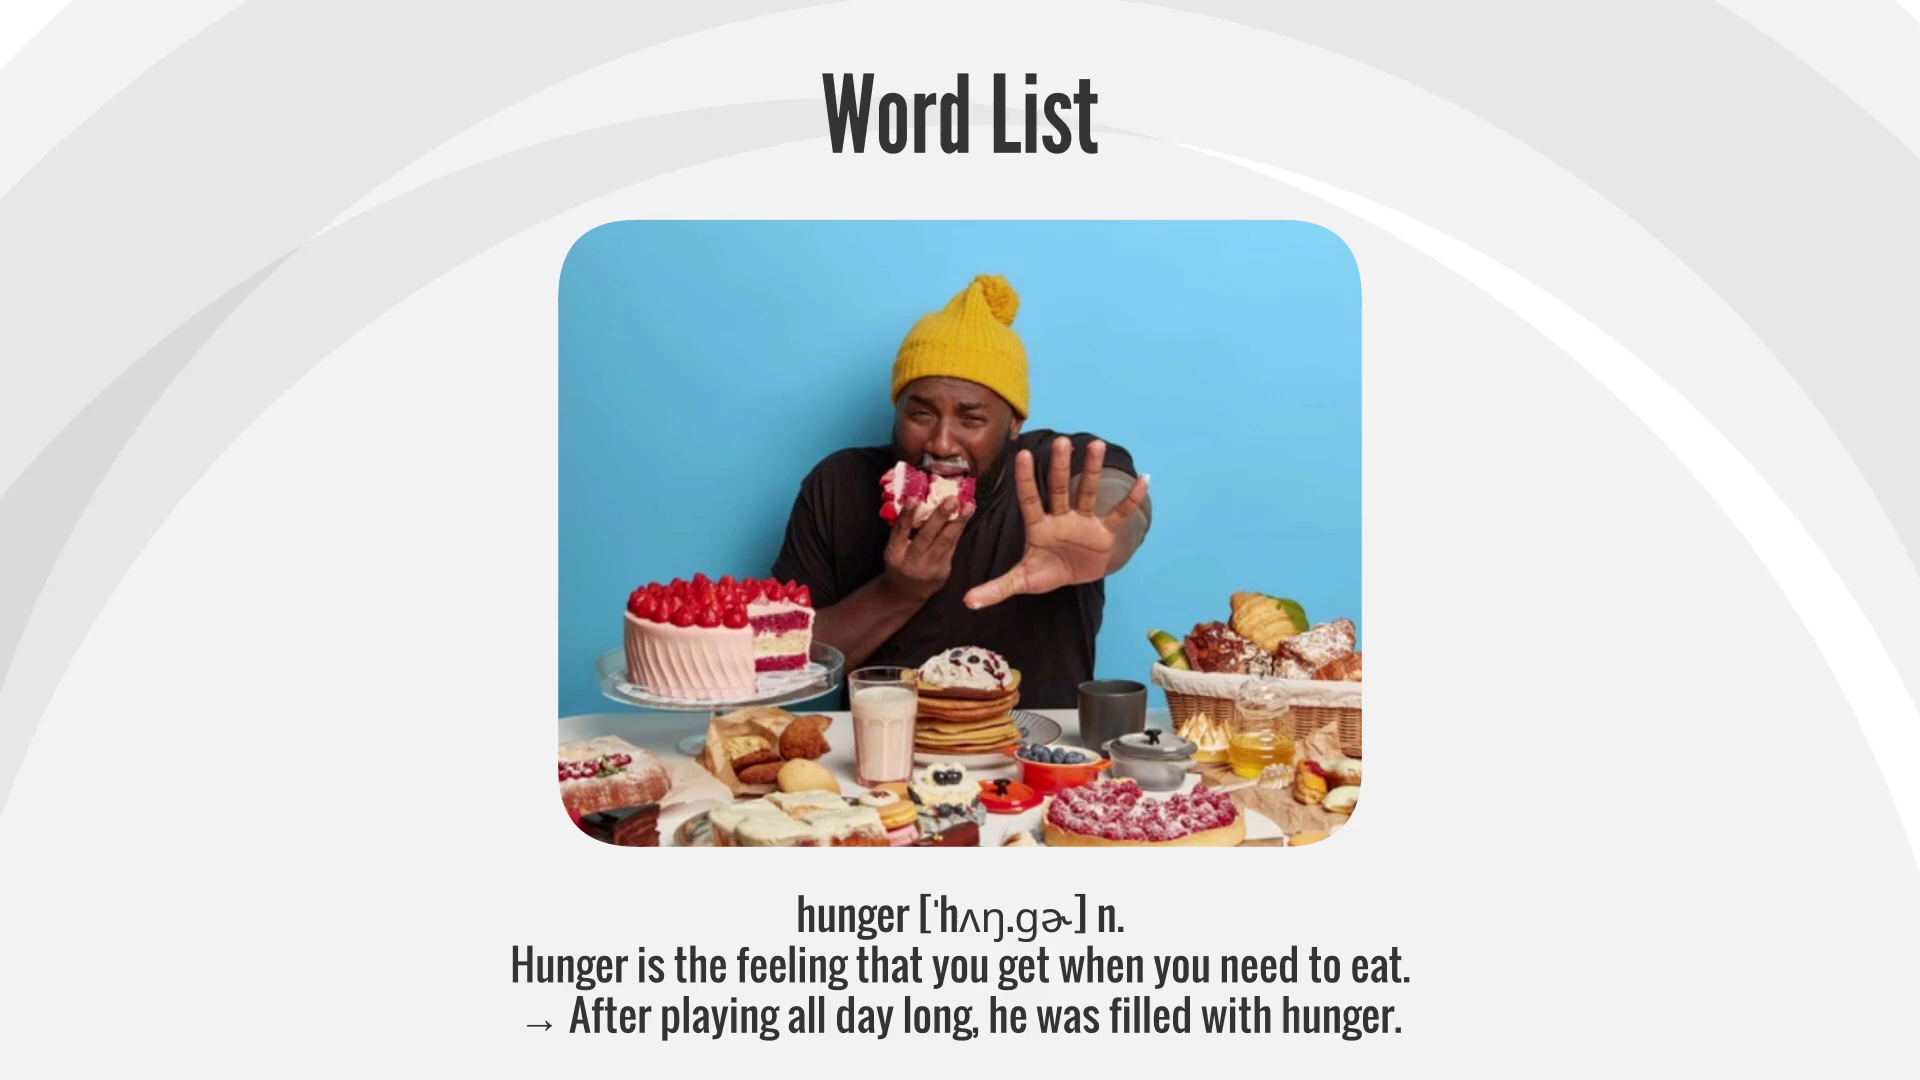 Word List
hunger [ˈhʌŋ.gɚ] n.
Hunger is the feeling that you get when you need to eat.
→ After playing all day long, he was filled with hunger.